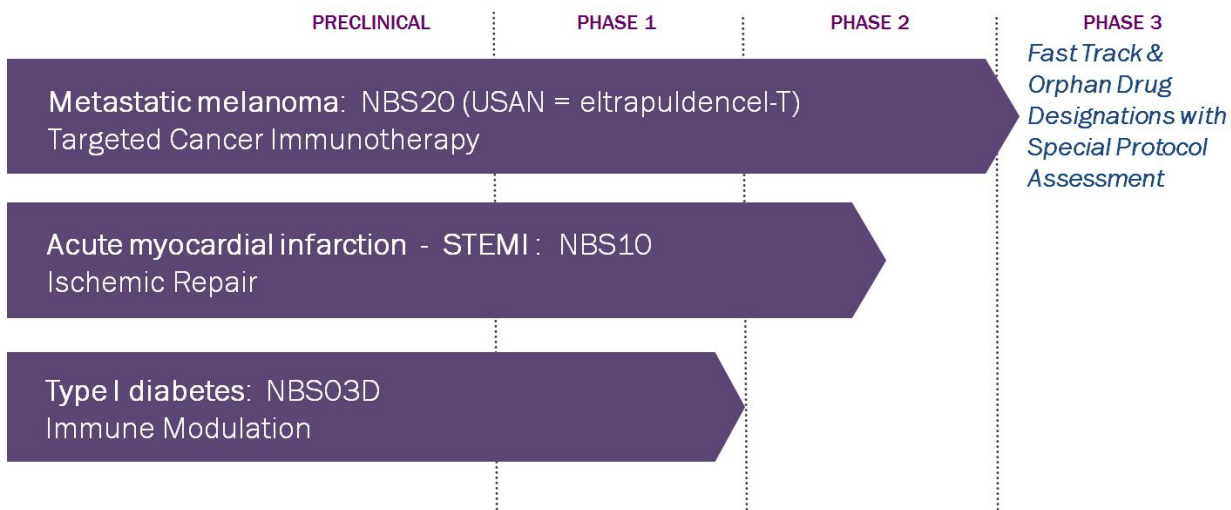 PRECLINICAL PHASE 1 PHASE 2 PHASE 3
Fast Track &
Orphan Drug
Designations with
Special Protocol
Assessment
Metastatic melanoma: NBS20 (USAN = eltrapuldencel-T)
Targeted Cancer Immunotherapy
Acute myocardial infarction - STEMI: NBS10
Ischemic Repair
Type I diabetes: NBS03D
Immune Modulation